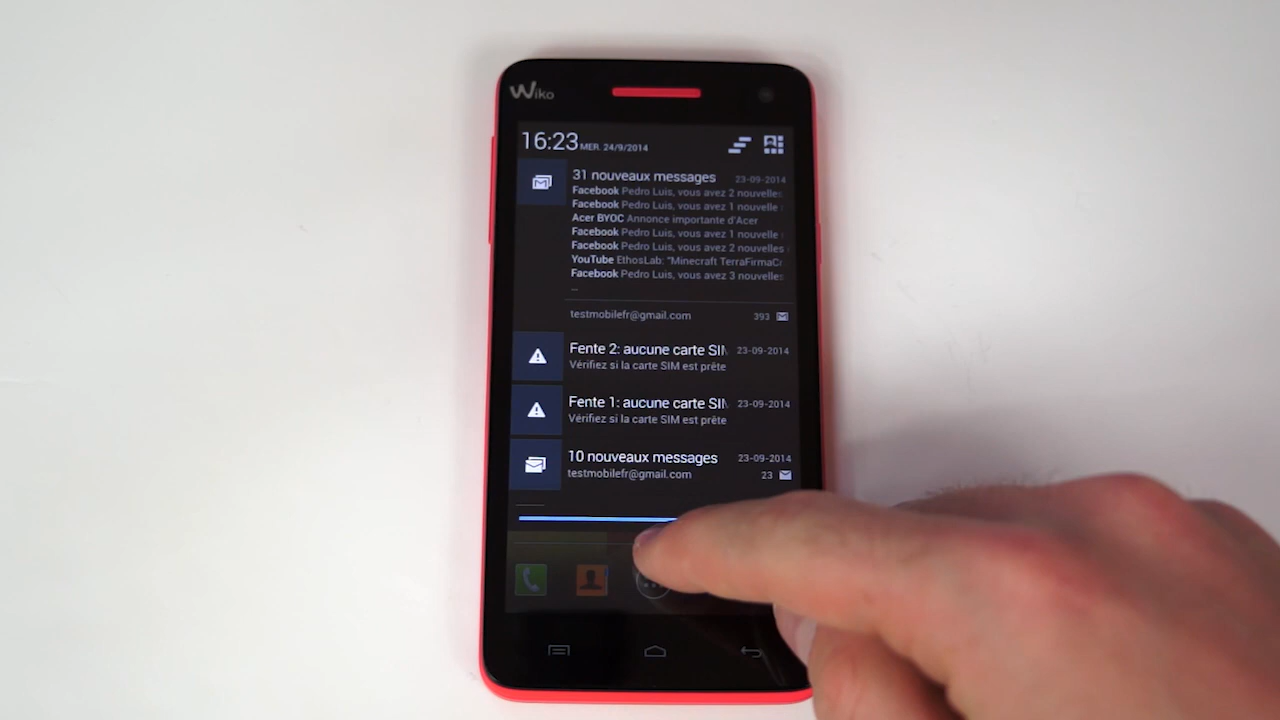 Wiko
16:23 MER. 24/9/2014
31 nouveaux messages 23-09-2014
Facebook Pedro Luis, vous avez 2 nouvelles
Facebook Pedro Luis, vous avez 1 nouvelle
Acer BYOC Annonce importante d'Acer
Facebook Pedro Luis, vous avez 1 nouvelle
Facebook Pedro Luis, vous avez 2 nouvelles
YouTube EthosLab: "Minecraft TerraFirmaC
Facebook Pedro Luis, vous avez 3 nouvelles
...
testmobilefr@gmail.com 393
Fente 2: aucune carte SIM 23-09-2014
Vérifiez si la carte SIM est prête
Fente 1: aucune carte SIM 23-09-2014
Vérifiez si la carte SIM est prête
10 nouveaux messages 23-09-2014
testmobilefr@gmail.com 23